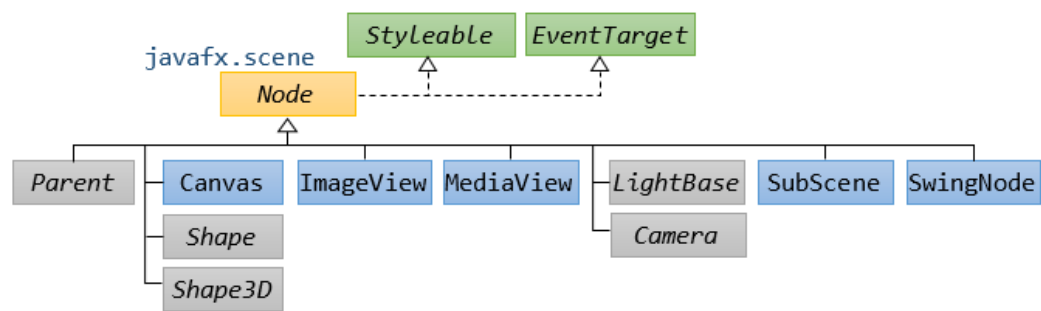 Styleable EventTarget
javafx.scene
Node
Parent Canvas ImageView MediaView LightBase SubScene SwingNode
Shape Camera
Shape3D